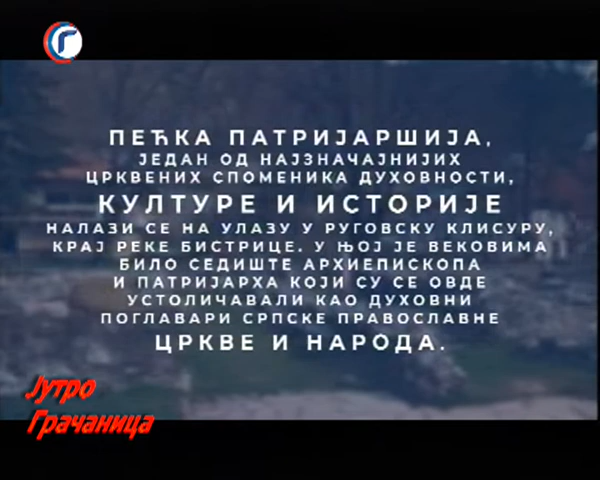 Г
ПЕЋКА ПАТРИЈАРШИЈА,
ЈЕДАН ОД НАЈЗНАЧАЈНИЈИХ
ЦРКВЕНИХ СПОМЕНИКА ДУХОВНОСТИ,
КУЛТУРЕ И ИСТОРИЈЕ
НАЛАЗИ СЕ НА УЛАЗУ У РУГОВСКУ КЛИСУРУ,
КРАЈ РЕКЕ БИСТРИЦЕ. У ЊОЈ ЈЕ ВЕКОВИМА
БИЛО СЕДИШТЕ АРХИЕПИСКОПА
И ПАТРИЈАРХА КОЈИ СУ СЕ ОВДЕ
УСТОЛИЧАВАЛИ КАО ДУХОВНИ
ПОГЛАВАРИ СРПСКЕ ПРАВОСЛАВНЕ
ЦРКВЕ И НАРОДА.
Јутро
Грачаница